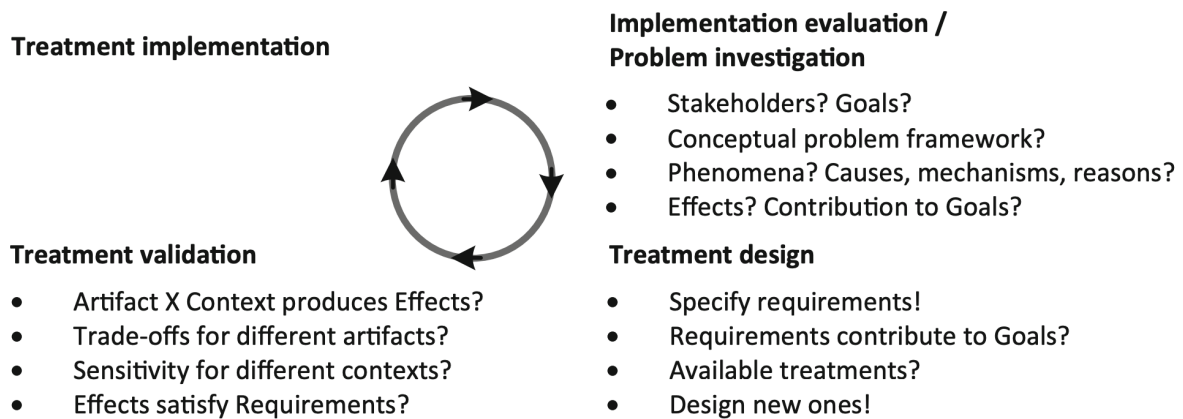 Treatment implementation
Implementation evaluation /
Problem investigation
• Stakeholders? Goals?
• Conceptual problem framework?
• Phenomena? Causes, mechanisms, reasons?
• Effects? Contribution to Goals?
Treatment validation
• Artifact X Context produces Effects?
• Trade-offs for different artifacts?
• Sensitivity for different contexts?
• Effects satisfy Requirements?
Treatment design
• Specify requirements!
• Requirements contribute to Goals?
• Available treatments?
• Design new ones!